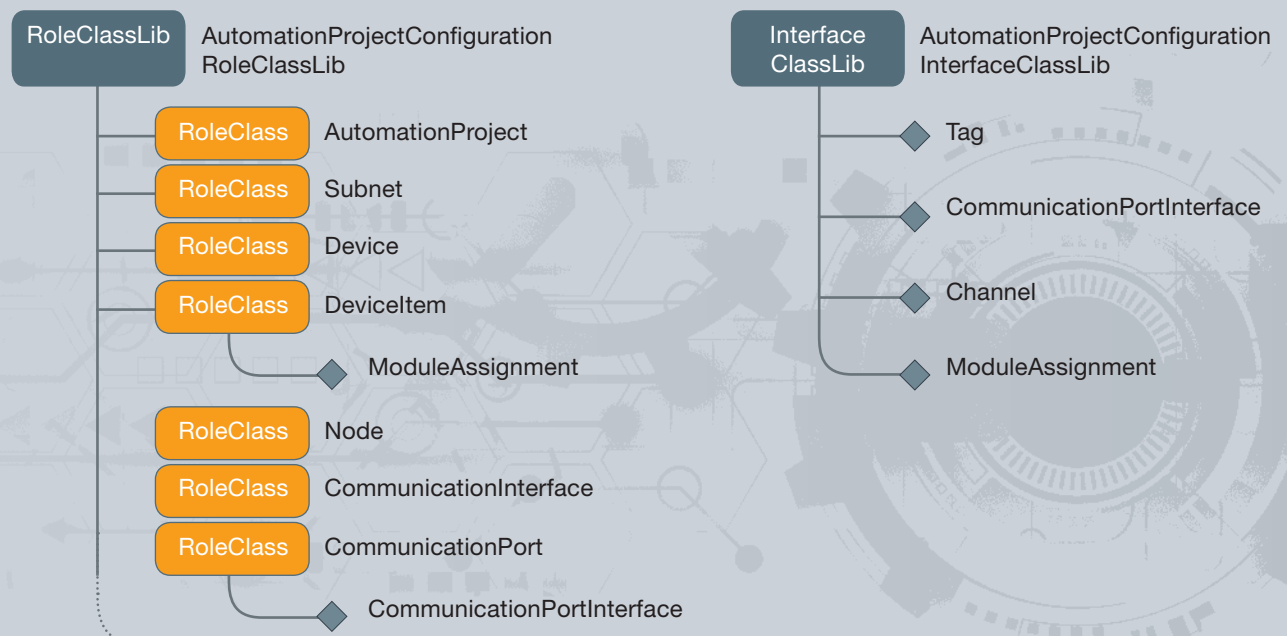 RoleClassLib
AutomationProjectConfiguration
RoleClassLib
RoleClass AutomationProject
RoleClass Subnet
RoleClass Device
RoleClass DeviceItem
ModuleAssignment
RoleClass Node
RoleClass CommunicationInterface
RoleClass CommunicationPort
CommunicationPortInterface
Interface
ClassLib
AutomationProjectConfiguration
InterfaceClassLib
Tag
CommunicationPortInterface
Channel
ModuleAssignment